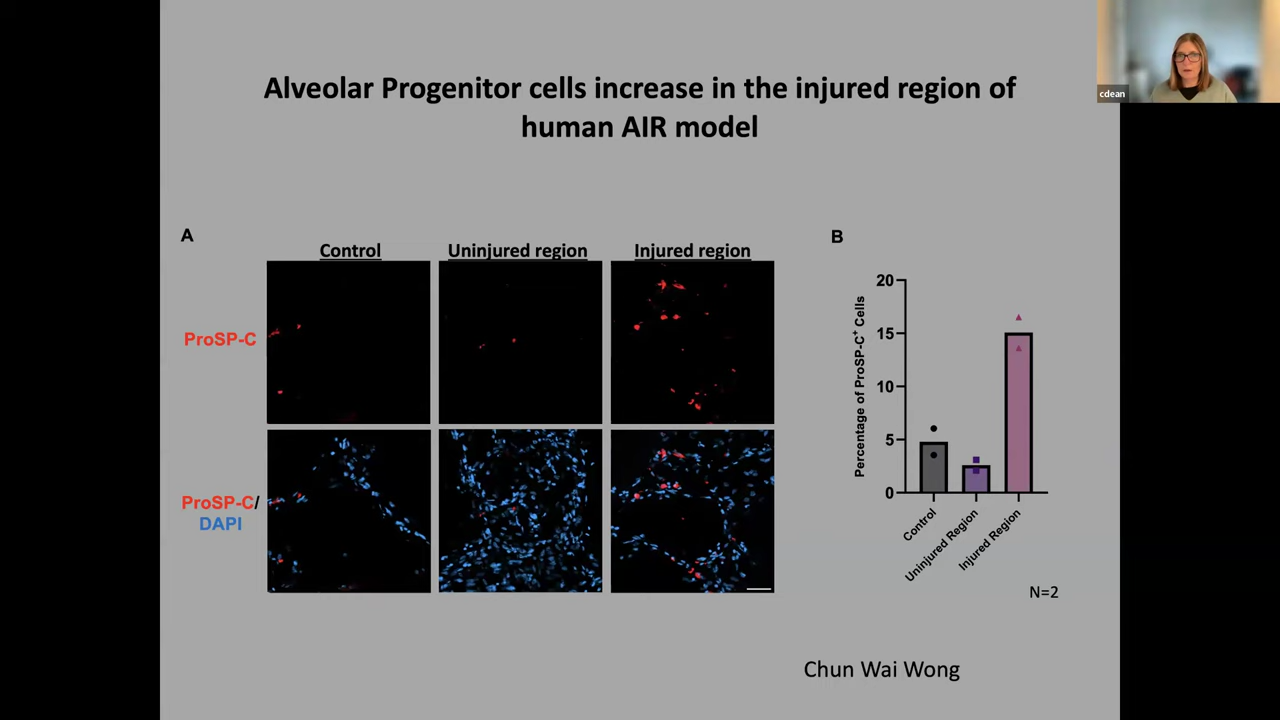 cdean
Alveolar Progenitor cells increase in the injured region of
human AIR model
A
Control
Uninjured region
Injured region
ProSP-C
ProSP-C/
DAPI
B
Percentage of ProSP-C⁺ Cells
20
15
10
5
0
Control
Uninjured Region
Injured Region
N=2
Chun Wai Wong